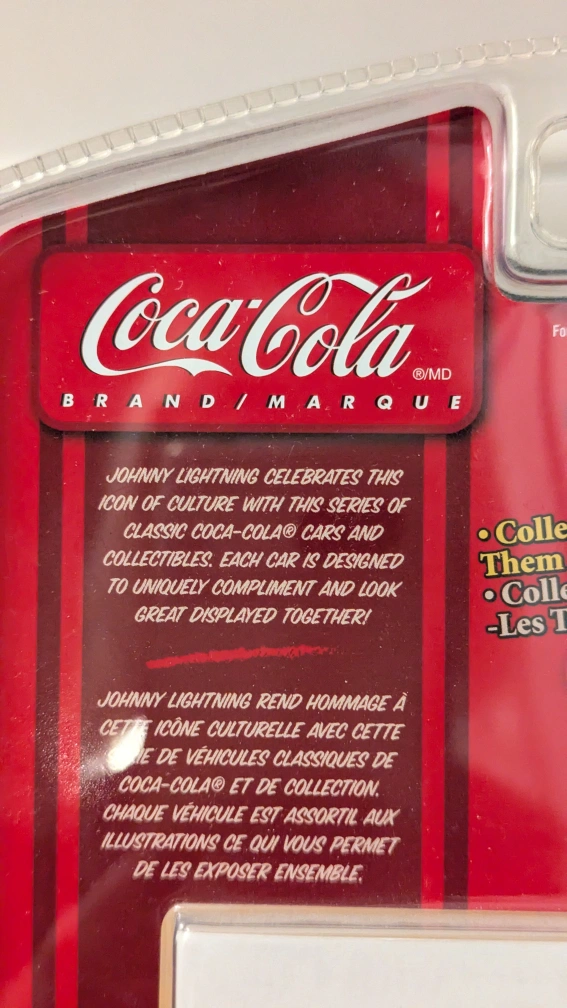 Coca-Cola
®/MD
BRAND/MARQUE
JOHNNY LIGHTNING CELEBRATES THIS
ICON OF CULTURE WITH THIS SERIES OF
CLASSIC COCA-COLA® CARS AND
COLLECTIBLES. EACH CAR IS DESIGNED
TO UNIQUELY COMPLIMENT AND LOOK
GREAT DISPLAYED TOGETHER!
JOHNNY LIGHTNING REND HOMMAGE À
CETTE ICÔNE CULTURELLE AVEC CETTE
DE VÉHICULES CLASSIQUES DE
COCA-COLA® ET DE COLLECTION.
CHAQUE VÉHICULE EST ASSORTIL AUX
ILLUSTRATIONS CE QUI VOUS PERMET
DE LES EXPOSER ENSEMBLE.
• Colle
Them
• Colle
-Les T